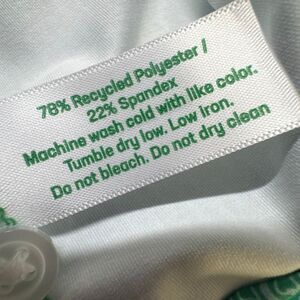 78% Recycled Polyester /
22% Spandex
Machine wash cold with like color.
Tumble dry low. Low Iron.
Do not bleach. Do not dry clean